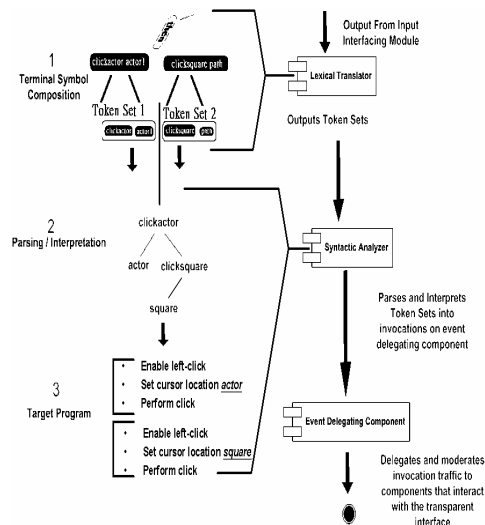 1
Terminal Symbol
Composition
clickactor actor1
clicksquare path
Token Set 1
Token Set 2
clickactor
actor1
clicksquare
path
2
Parsing / Interpretation
clickactor
actor
clicksquare
square
3
Target Program
• Enable left-click
• Set cursor location actor
• Perform click
• Enable left-click
• Set cursor location square
• Perform click
Output From Input
Interfacing Module
Lexical Translator
Outputs Token Sets
Syntactic Analyzer
Parses and Interprets
Token Sets into
invocations on event
delegating component
Event Delegating Component
Delegates and moderates
invocation traffic to
components that interact
with the transparent
interface